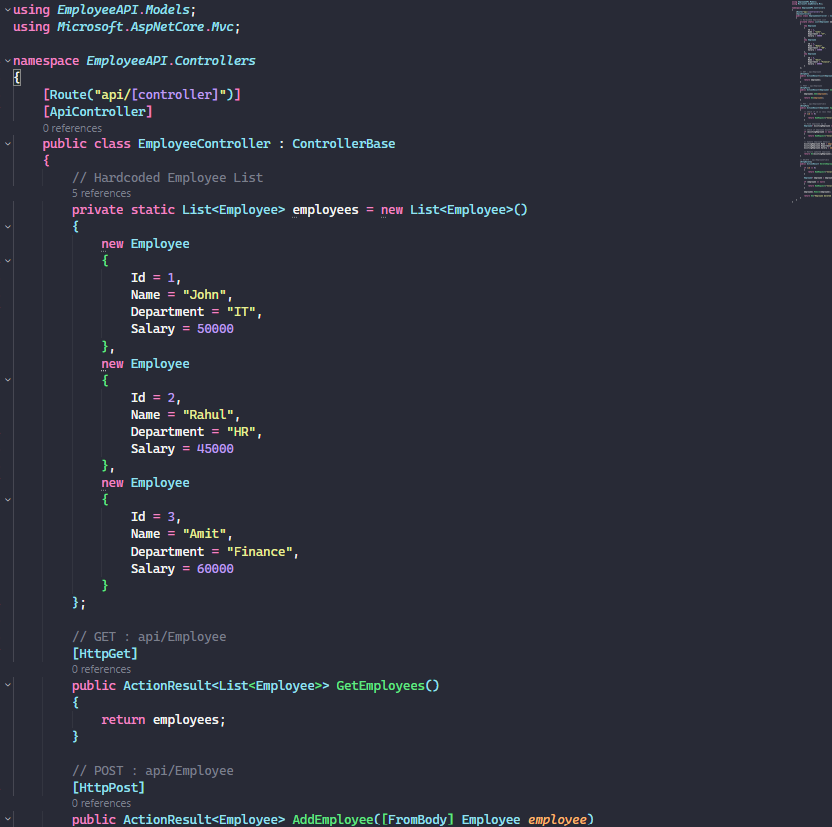 using EmployeeAPI.Models;
using Microsoft.AspNetCore.Mvc;
namespace EmployeeAPI.Controllers
{
[Route("api/[controller]")]
[ApiController]
0 references
public class EmployeeController : ControllerBase
{
// Hardcoded Employee List
5 references
private static List<Employee> employees = new List<Employee>()
{
new Employee
{
Id = 1,
Name = "John",
Department = "IT",
Salary = 50000
},
new Employee
{
Id = 2,
Name = "Rahul",
Department = "HR",
Salary = 45000
},
new Employee
{
Id = 3,
Name = "Amit",
Department = "Finance",
Salary = 60000
}
};
// GET : api/Employee
[HttpGet]
0 references
public ActionResult<List<Employee>> GetEmployees()
{
return employees;
}
// POST : api/Employee
[HttpPost]
0 references
public ActionResult<Employee> AddEmployee([FromBody] Employee employee)